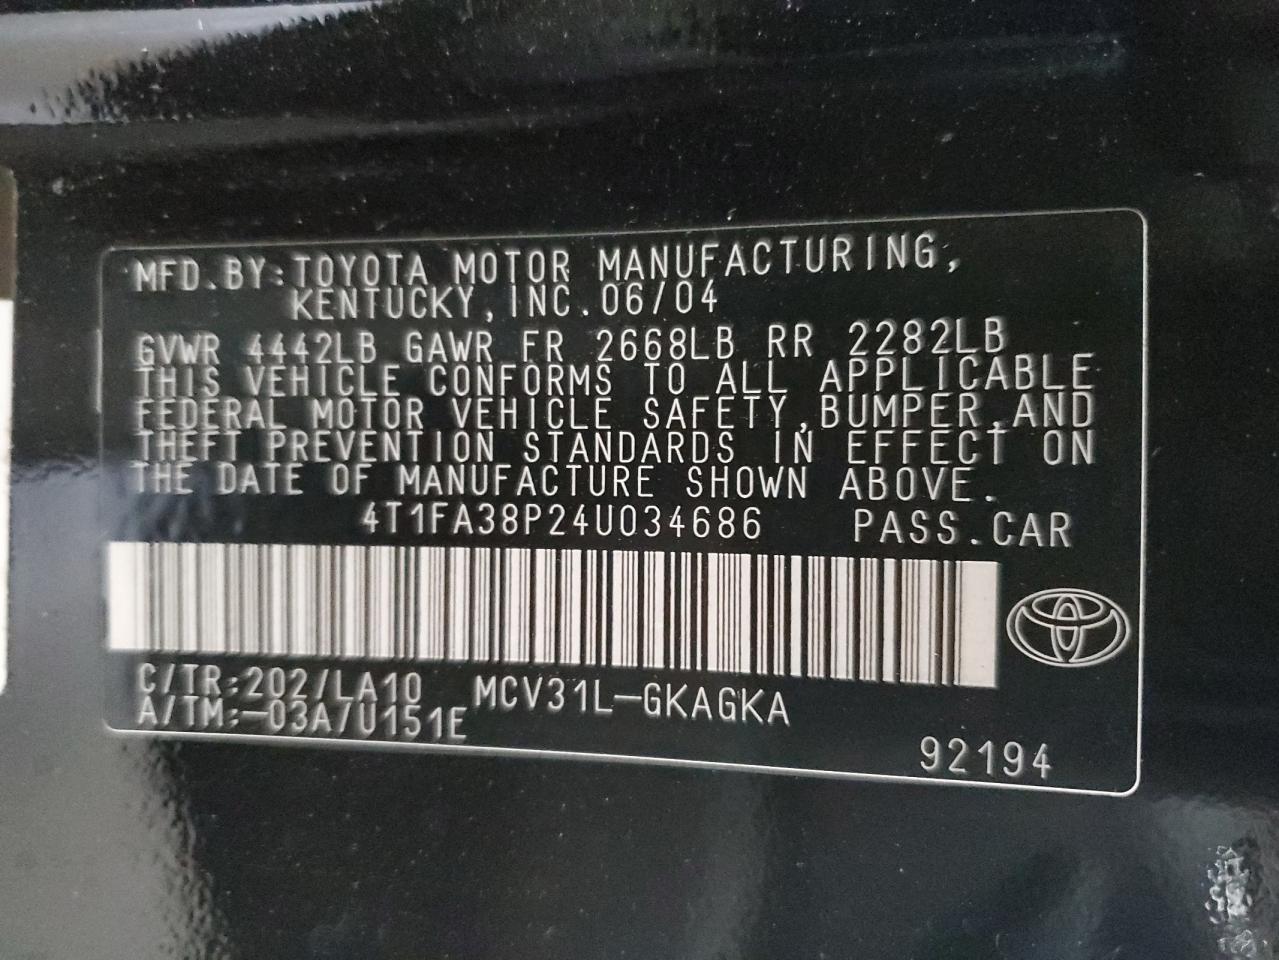 MFD.BY:TOYOTA MOTOR MANUFACTURING,
KENTUCKY,INC.06/04
GVWR 4442LB GAWR FR 2668LB RR 2282LB
THIS VEHICLE CONFORMS TO ALL APPLICABLE
FEDERAL MOTOR VEHICLE SAFETY,BUMPER,AND
THEFT PREVENTION STANDARDS IN EFFECT ON
THE DATE OF MANUFACTURE SHOWN ABOVE.
4T1FA38P24U034686 PASS.CAR
C/TR:202/LA10 MCV31L-GKAGKA
A/TM:-03A/U151E
92194